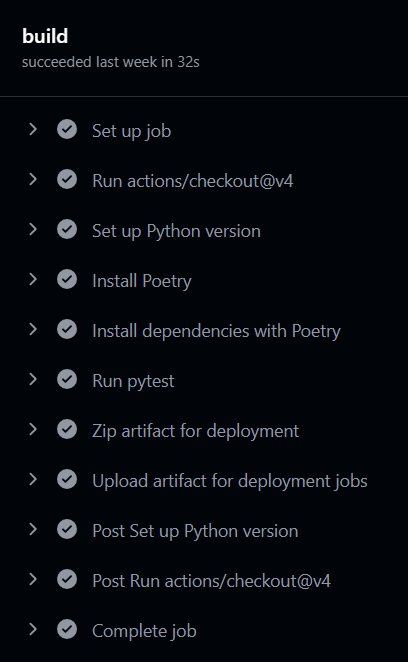 build
succeeded last week in 32s
Set up job
Run actions/checkout@v4
Set up Python version
Install Poetry
Install dependencies with Poetry
Run pytest
Zip artifact for deployment
Upload artifact for deployment jobs
Post Set up Python version
Post Run actions/checkout@v4
Complete job